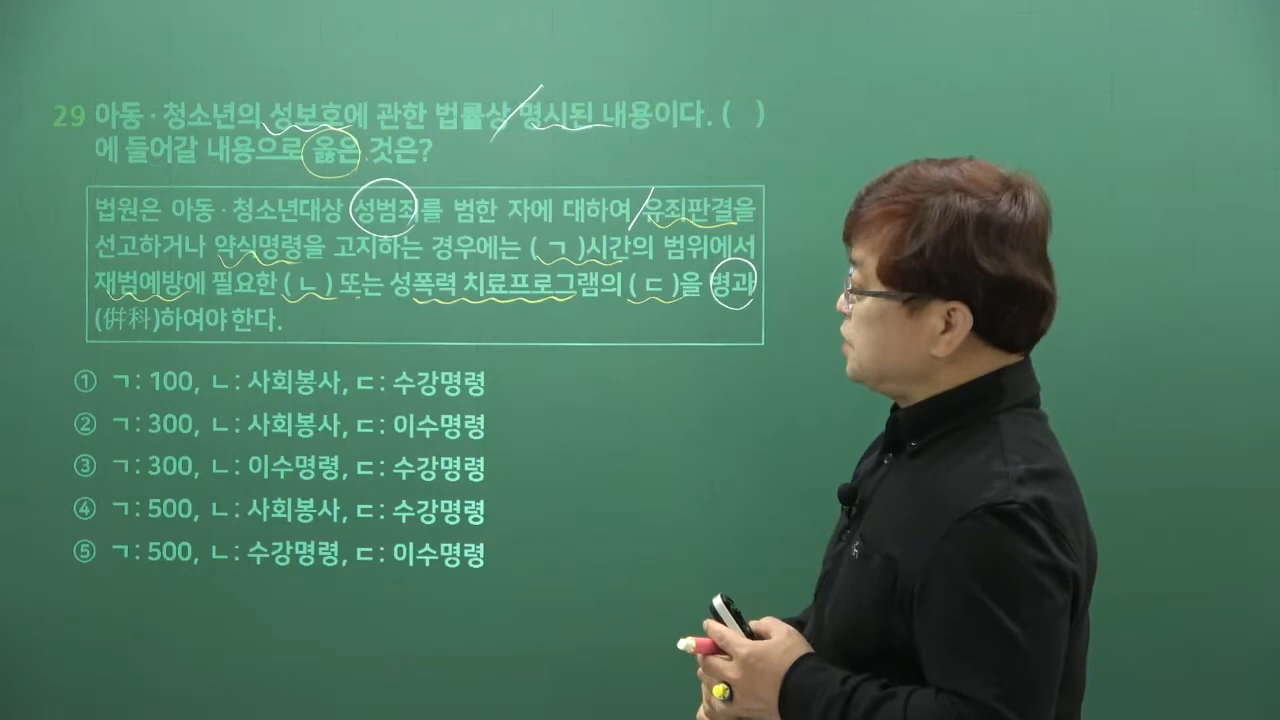 29 아동·청소년의 성보호에 관한 법률상 명시된 내용이다. (   )
에 들어갈 내용으로 옳은 것은?
법원은 아동·청소년대상 성범죄를 범한 자에 대하여 유죄판결을
선고하거나 약식명령을 고지하는 경우에는 ( ㄱ )시간의 범위에서
재범예방에 필요한 ( ㄴ ) 또는 성폭력 치료프로그램의 ( ㄷ )을 병과
(倂科)하여야 한다.
① ㄱ: 100, ㄴ: 사회봉사, ㄷ: 수강명령
② ㄱ: 300, ㄴ: 사회봉사, ㄷ: 이수명령
③ ㄱ: 300, ㄴ: 이수명령, ㄷ: 수강명령
④ ㄱ: 500, ㄴ: 사회봉사, ㄷ: 수강명령
⑤ ㄱ: 500, ㄴ: 수강명령, ㄷ: 이수명령